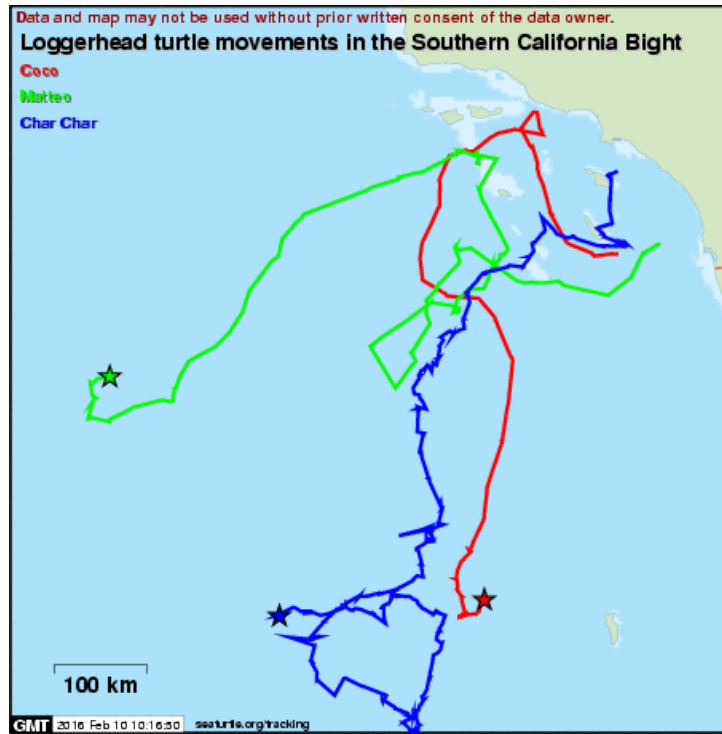 Data and map may not be used without prior written consent of the data owner.
Loggerhead turtle movements in the Southern California Bight
Coco
Matteo
Char Char
100 km
GMT 2016 Feb 10 10:16:50 seaturtle.org/tracking